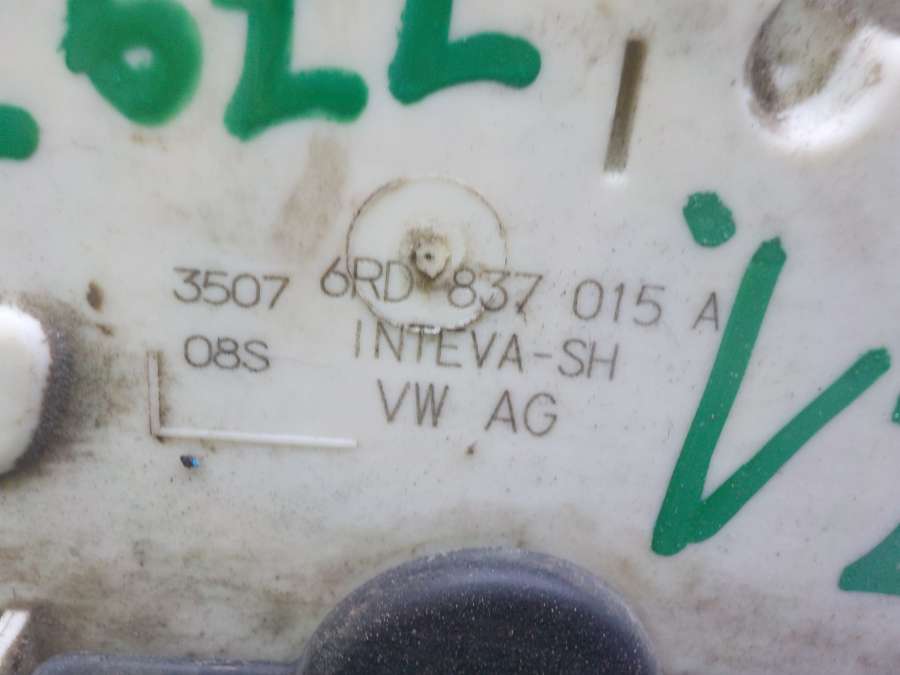 3507 6RD 837 015 A
08S INTEVA-SH
VW AG